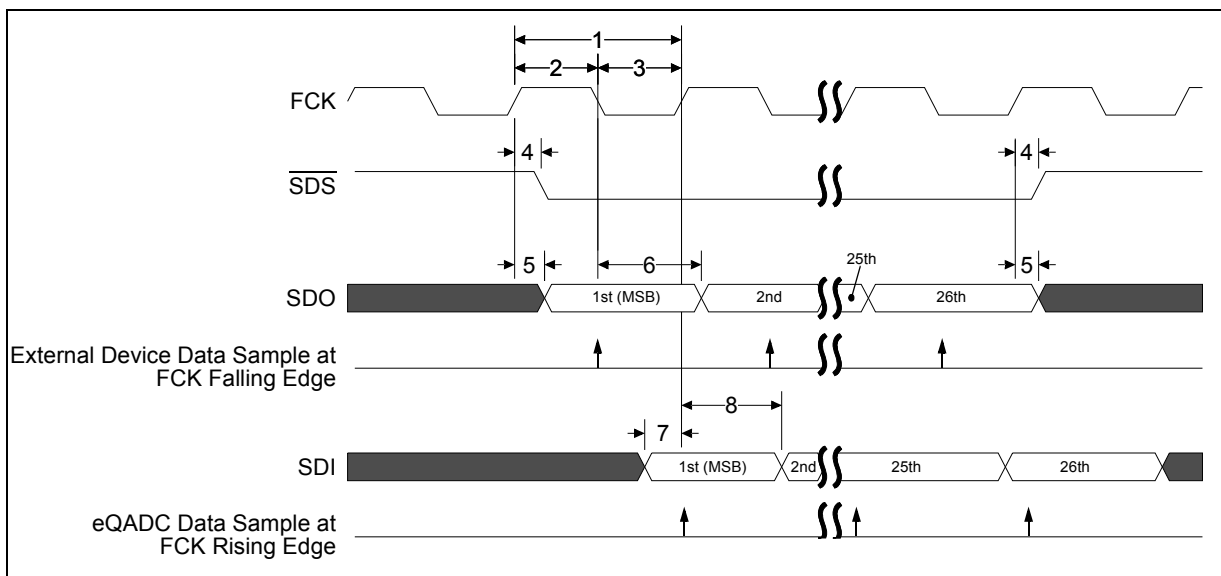 1
2 3
FCK
4 4
SDS
25th
5 6 5
SDO 1st (MSB) 2nd 26th
External Device Data Sample at
FCK Falling Edge
8
7
SDI 1st (MSB) 2nd 25th 26th
eQADC Data Sample at
FCK Rising Edge